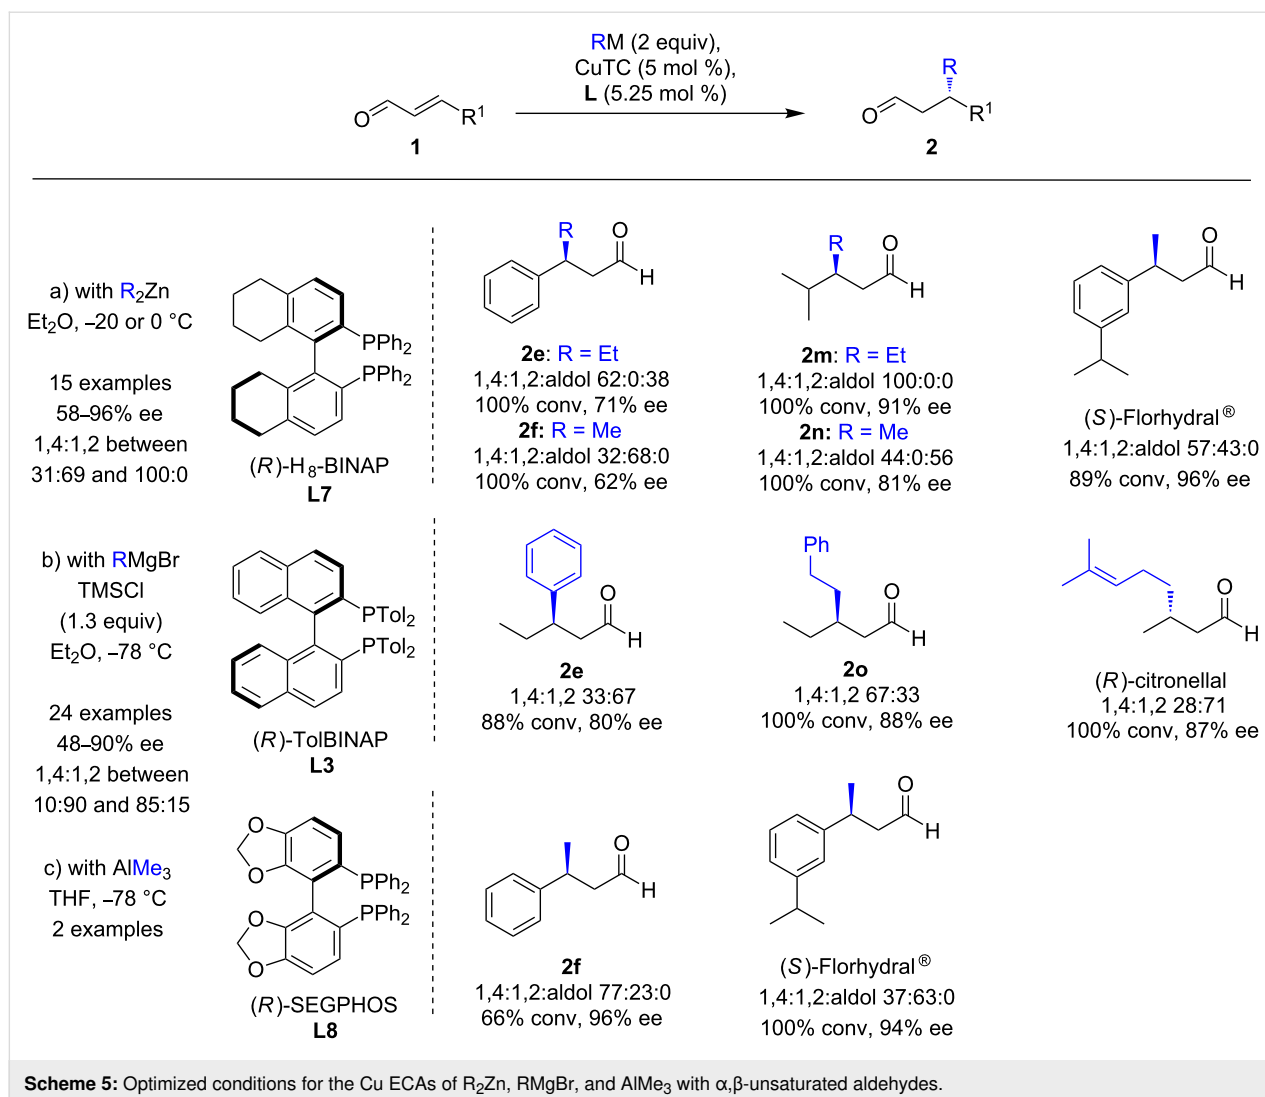 RM (2 equiv),
CuTC (5 mol %),
L (5.25 mol %)
O
R¹
1
R
O
R¹
2
a) with R₂Zn
Et₂O, –20 or 0 °C
15 examples
58–96% ee
1,4:1,2 between
31:69 and 100:0
PPh₂
PPh₂
(R)-H₈-BINAP
L7
R
O
H
2e: R = Et
1,4:1,2:aldol 62:0:38
100% conv, 71% ee
2f: R = Me
1,4:1,2:aldol 32:68:0
100% conv, 62% ee
R
O
H
2m: R = Et
1,4:1,2:aldol 100:0:0
100% conv, 91% ee
2n: R = Me
1,4:1,2:aldol 44:0:56
100% conv, 81% ee
O
H
(S)-Florhydral®
1,4:1,2:aldol 57:43:0
89% conv, 96% ee
b) with RMgBr
TMSCl
(1.3 equiv)
Et₂O, –78 °C
24 examples
48–90% ee
1,4:1,2 between
10:90 and 85:15
PTol₂
PTol₂
(R)-TolBINAP
L3
O
H
2e
1,4:1,2 33:67
88% conv, 80% ee
Ph
O
H
2o
1,4:1,2 67:33
100% conv, 88% ee
O
H
(R)-citronellal
1,4:1,2 28:71
100% conv, 87% ee
c) with AlMe₃
THF, –78 °C
2 examples
O
O
PPh₂
O
PPh₂
O
(R)-SEGPHOS
L8
O
H
2f
1,4:1,2:aldol 77:23:0
66% conv, 96% ee
O
H
(S)-Florhydral®
1,4:1,2:aldol 37:63:0
100% conv, 94% ee
Scheme 5: Optimized conditions for the Cu ECAs of R₂Zn, RMgBr, and AlMe₃ with α,β-unsaturated aldehydes.